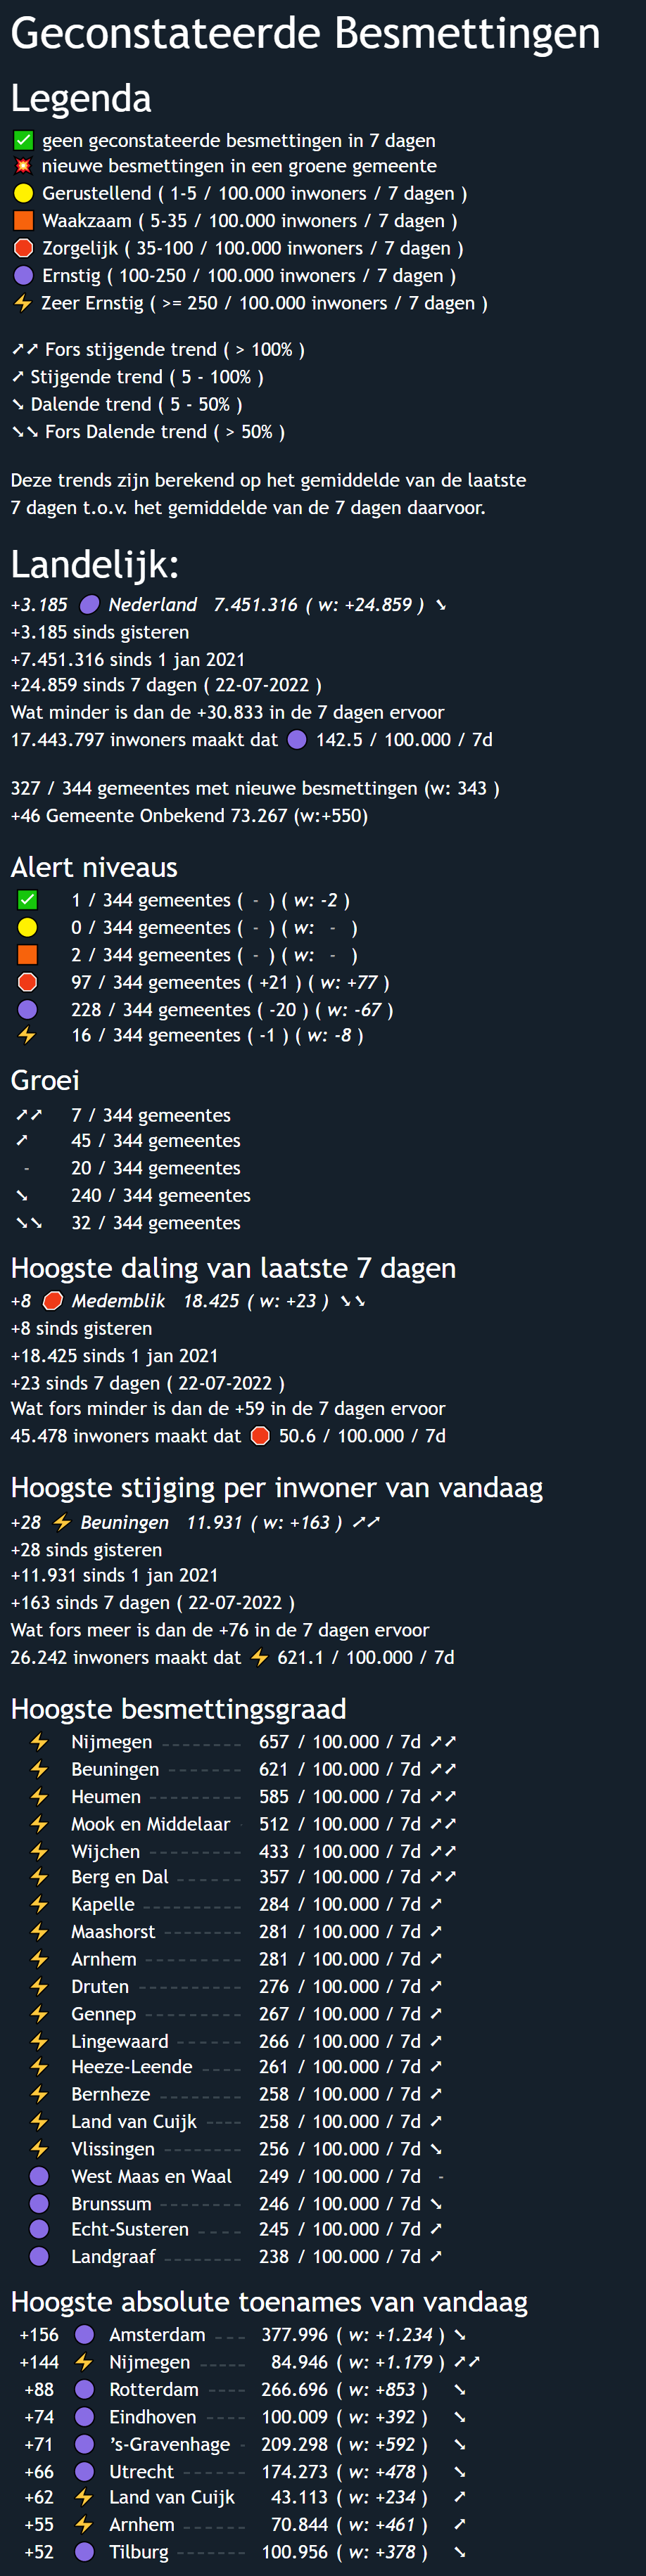 Geconstateerde Besmettingen
Legenda
✅ geen geconstateerde besmettingen in 7 dagen
💥 nieuwe besmettingen in een groene gemeente
🟡 Gerustellend ( 1-5 / 100.000 inwoners / 7 dagen )
🟧 Waakzaam ( 5-35 / 100.000 inwoners / 7 dagen )
🛑 Zorgelijk ( 35-100 / 100.000 inwoners / 7 dagen )
🟣 Ernstig ( 100-250 / 100.000 inwoners / 7 dagen )
⚡ Zeer Ernstig ( >= 250 / 100.000 inwoners / 7 dagen )
➚➚ Fors stijgende trend ( > 100% )
➚ Stijgende trend ( 5 - 100% )
➘ Dalende trend ( 5 - 50% )
➘➘ Fors Dalende trend ( > 50% )
Deze trends zijn berekend op het gemiddelde van de laatste
7 dagen t.o.v. het gemiddelde van de 7 dagen daarvoor.
Landelijk:
+3.185 🟣 Nederland 7.451.316 ( w: +24.859 ) ➘
+3.185 sinds gisteren
+7.451.316 sinds 1 jan 2021
+24.859 sinds 7 dagen ( 22-07-2022 )
Wat minder is dan de +30.833 in de 7 dagen ervoor
17.443.797 inwoners maakt dat 🟣 142.5 / 100.000 / 7d
327 / 344 gemeentes met nieuwe besmettingen (w: 343 )
+46 Gemeente Onbekend 73.267 (w:+550)
Alert niveaus
✅ 1 / 344 gemeentes ( - ) ( w: -2 )
🟡 0 / 344 gemeentes ( - ) ( w: - )
🟧 2 / 344 gemeentes ( - ) ( w: - )
🛑 97 / 344 gemeentes ( +21 ) ( w: +77 )
🟣 228 / 344 gemeentes ( -20 ) ( w: -67 )
⚡ 16 / 344 gemeentes ( -1 ) ( w: -8 )
Groei
➚➚ 7 / 344 gemeentes
➚ 45 / 344 gemeentes
- 20 / 344 gemeentes
➘ 240 / 344 gemeentes
➘➘ 32 / 344 gemeentes
Hoogste daling van laatste 7 dagen
+8 🛑 Medemblik 18.425 ( w: +23 ) ➘➘
+8 sinds gisteren
+18.425 sinds 1 jan 2021
+23 sinds 7 dagen ( 22-07-2022 )
Wat fors minder is dan de +59 in de 7 dagen ervoor
45.478 inwoners maakt dat 🛑 50.6 / 100.000 / 7d
Hoogste stijging per inwoner van vandaag
+28 ⚡ Beuningen 11.931 ( w: +163 ) ➚➚
+28 sinds gisteren
+11.931 sinds 1 jan 2021
+163 sinds 7 dagen ( 22-07-2022 )
Wat fors meer is dan de +76 in de 7 dagen ervoor
26.242 inwoners maakt dat ⚡ 621.1 / 100.000 / 7d
Hoogste besmettingsgraad
⚡ Nijmegen -------- 657 / 100.000 / 7d ➚➚
⚡ Beuningen -------- 621 / 100.000 / 7d ➚➚
⚡ Heumen --------- 585 / 100.000 / 7d ➚➚
⚡ Mook en Middelaar - 512 / 100.000 / 7d ➚➚
⚡ Wijchen --------- 433 / 100.000 / 7d ➚➚
⚡ Berg en Dal ------ 357 / 100.000 / 7d ➚➚
⚡ Kapelle ---------- 284 / 100.000 / 7d ➚
⚡ Maashorst -------- 281 / 100.000 / 7d ➚
⚡ Arnhem ---------- 281 / 100.000 / 7d ➚
⚡ Druten ---------- 276 / 100.000 / 7d ➚
⚡ Gennep ---------- 267 / 100.000 / 7d ➚
⚡ Lingewaard ------ 266 / 100.000 / 7d ➚
⚡ Heeze-Leende ---- 261 / 100.000 / 7d ➚
⚡ Bernheze -------- 258 / 100.000 / 7d ➚
⚡ Land van Cuijk ---- 258 / 100.000 / 7d ➚
⚡ Vlissingen -------- 256 / 100.000 / 7d ➘
🟣 West Maas en Waal 249 / 100.000 / 7d -
🟣 Brunssum -------- 246 / 100.000 / 7d ➘
🟣 Echt-Susteren ---- 245 / 100.000 / 7d ➚
🟣 Landgraaf -------- 238 / 100.000 / 7d ➚
Hoogste absolute toenames van vandaag
+156 🟣 Amsterdam --- 377.996 ( w: +1.234 ) ➘
+144 ⚡ Nijmegen ----- 84.946 ( w: +1.179 ) ➚➚
+88 🟣 Rotterdam ---- 266.696 ( w: +853 ) ➘
+74 🟣 Eindhoven ---- 100.009 ( w: +392 ) ➘
+71 🟣 's-Gravenhage - 209.298 ( w: +592 ) ➘
+66 🟣 Utrecht ------ 174.273 ( w: +478 ) ➘
+62 ⚡ Land van Cuijk 43.113 ( w: +234 ) ➚
+55 ⚡ Arnhem ------ 70.844 ( w: +461 ) ➚
+52 🟣 Tilburg ------- 100.956 ( w: +378 ) ➘